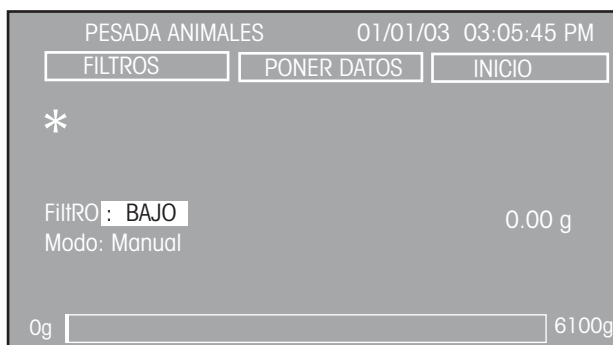 PESADA ANIMALES 01/01/03 03:05:45 PM
FILTROS PONER DATOS INICIO
*
FiltRO : BAJO 0.00 g
Modo: Manual
0g 6100g